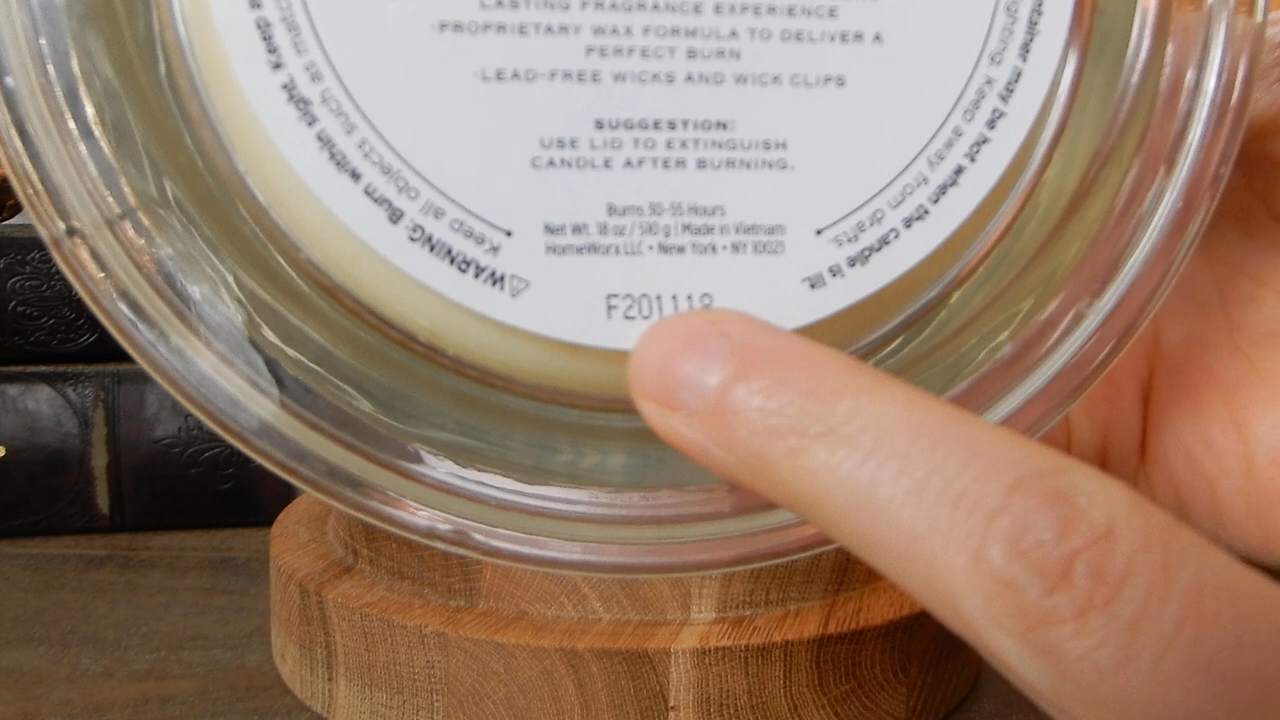 LASTING FRAGRANCE EXPERIENCE
·PROPRIETARY WAX FORMULA TO DELIVER A
PERFECT BURN
·LEAD-FREE WICKS AND WICK CLIPS
SUGGESTION:
USE LID TO EXTINGUISH
CANDLE AFTER BURNING.
Burns 30-55 Hours
Net Wt. 18 oz / 510 g | Made in Vietnam
HomeWorx LLC • New York • NY 10021
F201118
⚠WARNING: Burn within sight. Keep
Keep all objects such as
may be hot when the candle is lit.
Keep away from drafts.